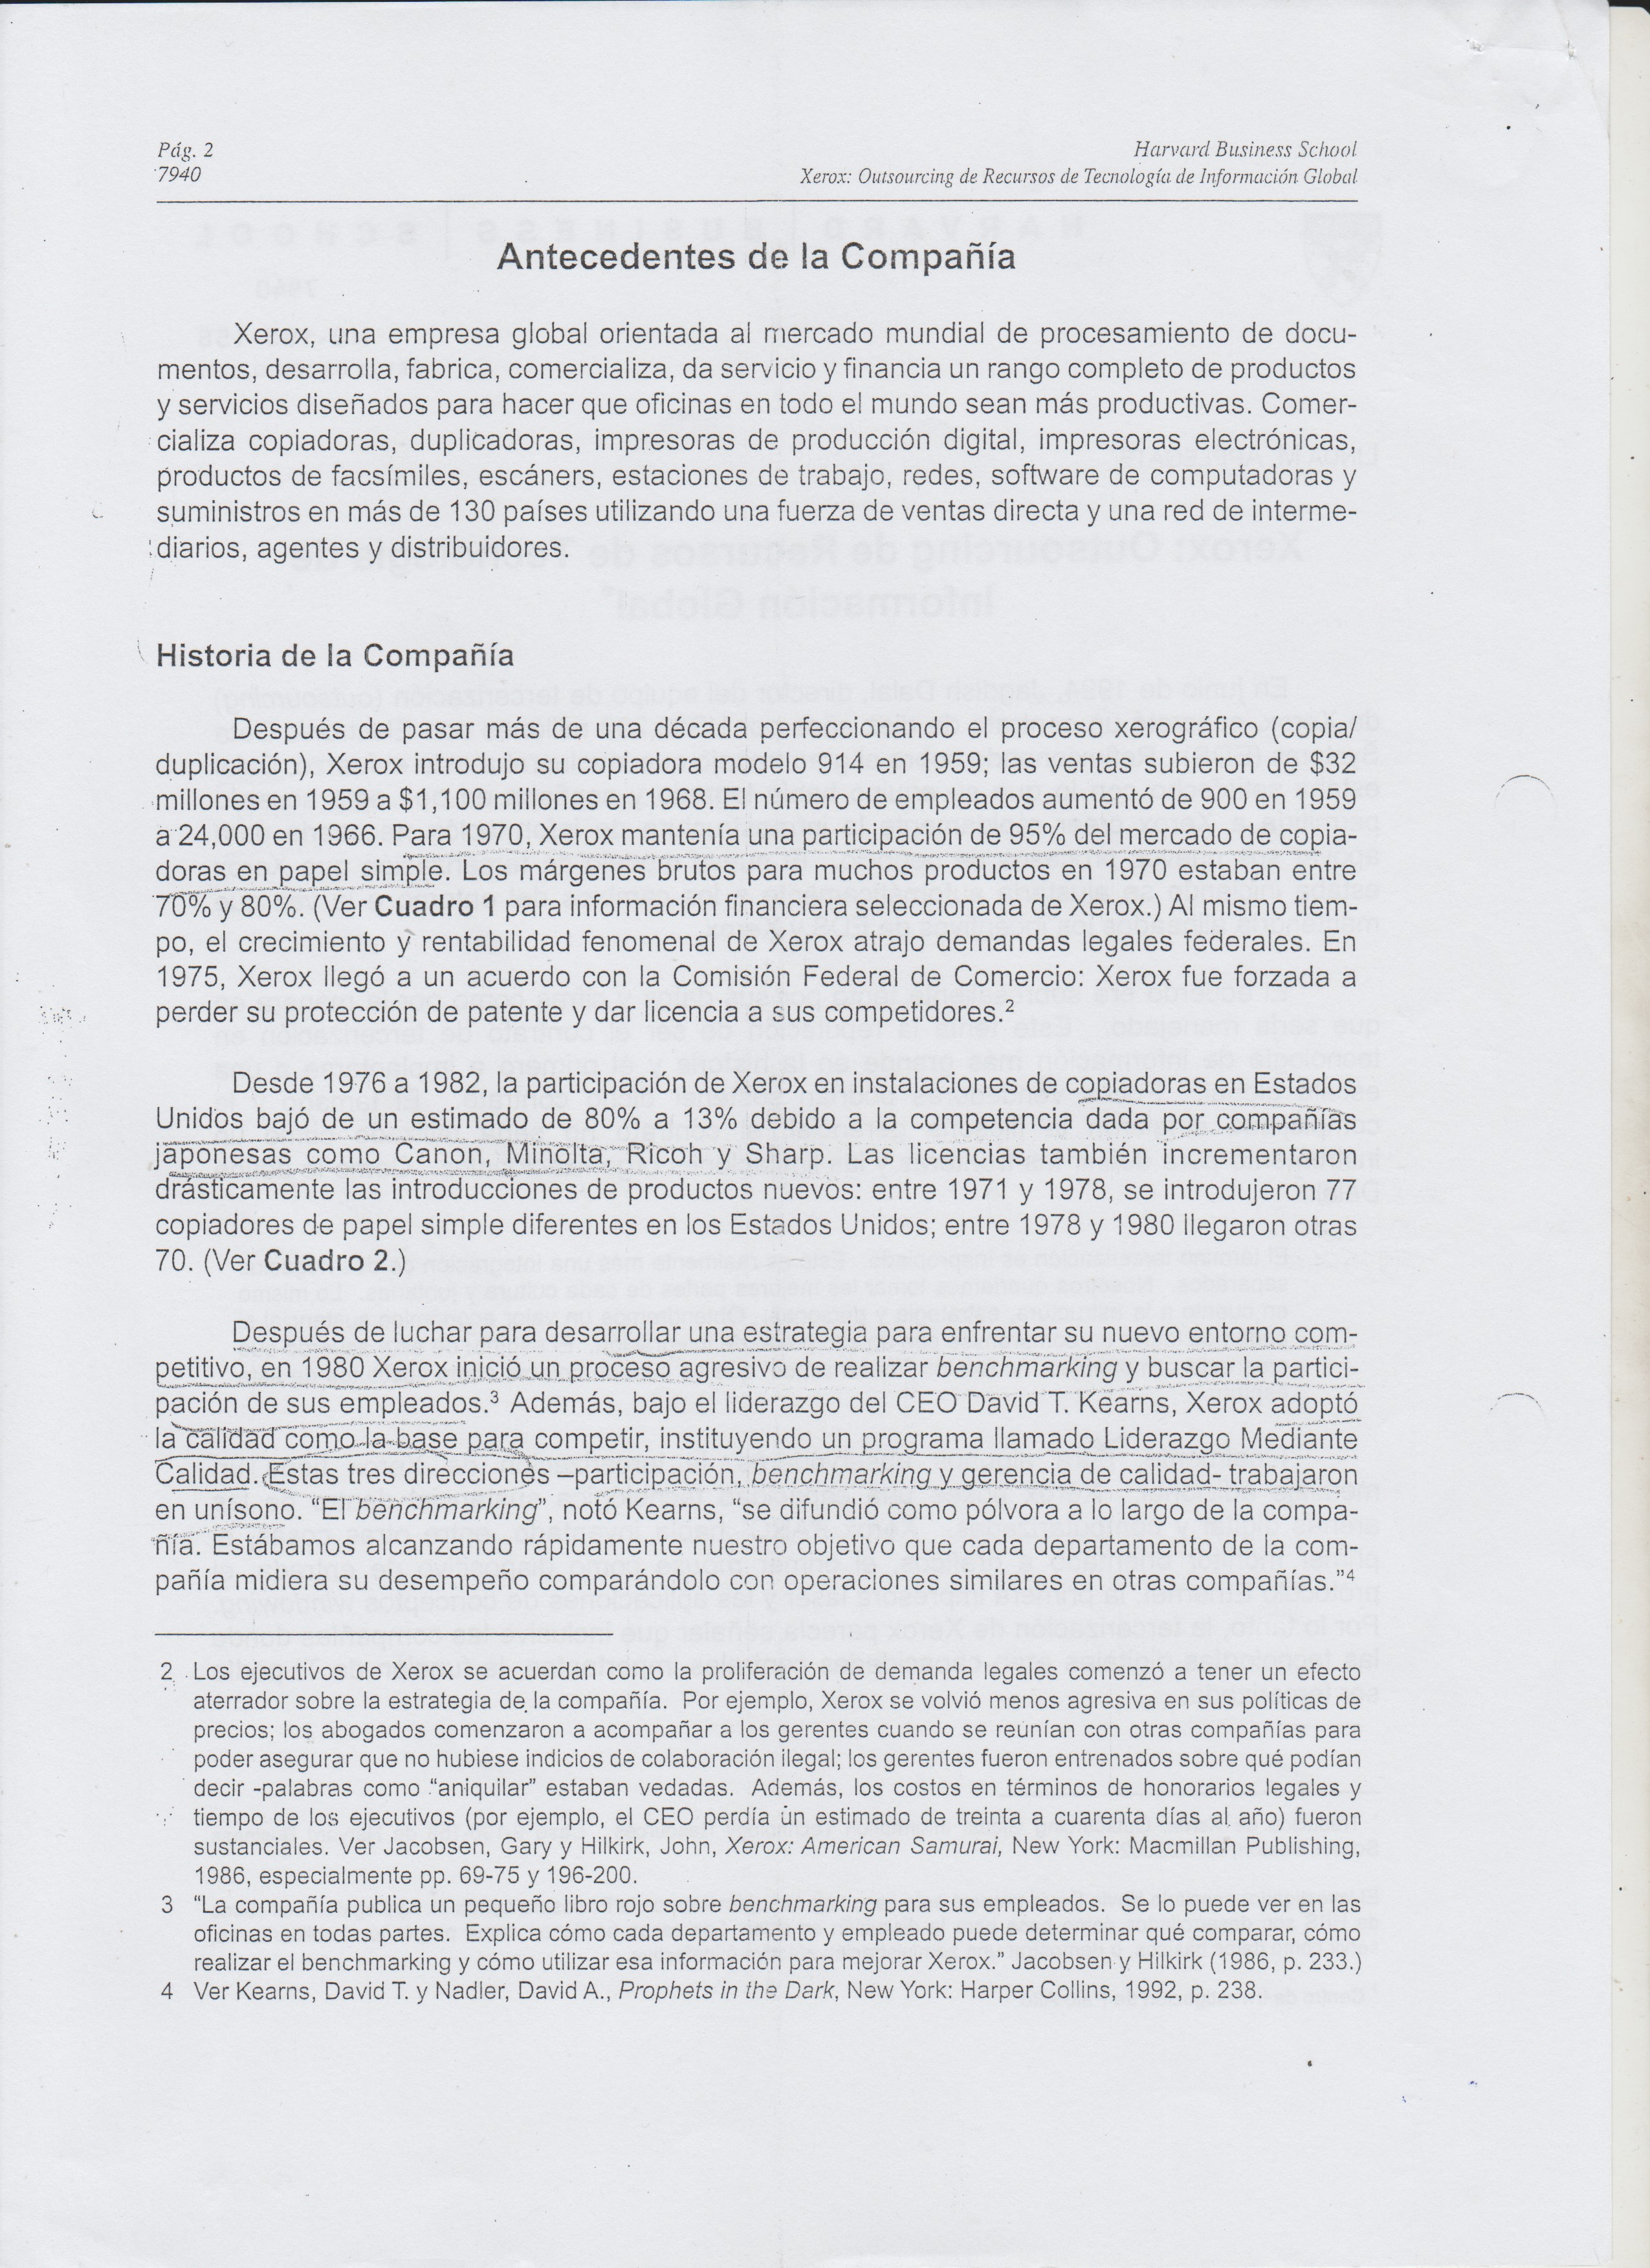 Pág. 2
7940
Harvard Business School
Xerox: Outsourcing de Recursos de Tecnología de Información Global
Antecedentes de la Compañía
Xerox, una empresa global orientada al mercado mundial de procesamiento de docu-
mentos, desarrolla, fabrica, comercializa, da servicio y financia un rango completo de productos
y servicios diseñados para hacer que oficinas en todo el mundo sean más productivas. Comer-
cializa copiadoras, duplicadoras, impresoras de producción digital, impresoras electrónicas,
productos de facsímiles, escáners, estaciones de trabajo, redes, software de computadoras y
suministros en más de 130 países utilizando una fuerza de ventas directa y una red de interme-
diarios, agentes y distribuidores.
Historia de la Compañía
Después de pasar más de una década perfeccionando el proceso xerográfico (copia/
duplicación), Xerox introdujo su copiadora modelo 914 en 1959; las ventas subieron de $32
millones en 1959 a $1,100 millones en 1968. El número de empleados aumentó de 900 en 1959
a 24,000 en 1966. Para 1970, Xerox mantenía una participación de 95% del mercado de copia-
doras en papel simple. Los márgenes brutos para muchos productos en 1970 estaban entre
70% y 80%. (Ver Cuadro 1 para información financiera seleccionada de Xerox.) Al mismo tiem-
po, el crecimiento y rentabilidad fenomenal de Xerox atrajo demandas legales federales. En
1975, Xerox llegó a un acuerdo con la Comisión Federal de Comercio: Xerox fue forzada a
perder su protección de patente y dar licencia a sus competidores.2
Desde 1976 a 1982, la participación de Xerox en instalaciones de copiadoras en Estados
Unidos bajó de un estimado de 80% a 13% debido a la competencia dada por compañías
japonesas como Canon, Minolta, Ricoh y Sharp. Las licencias también incrementaron
drásticamente las introducciones de productos nuevos: entre 1971 y 1978, se introdujeron 77
copiadores de papel simple diferentes en los Estados Unidos; entre 1978 y 1980 llegaron otras
70. (Ver Cuadro 2.)
Después de luchar para desarrollar una estrategia para enfrentar su nuevo entorno com-
petitivo, en 1980 Xerox inició un proceso agresivo de realizar benchmarking y buscar la partici-
pación de sus empleados.3 Además, bajo el liderazgo del CEO David T. Kearns, Xerox adoptó
la calidad como la base para competir, instituyendo un programa llamado Liderazgo Mediante
Calidad. Estas tres direcciones –participación, benchmarking y gerencia de calidad- trabajaron
en unísono. “El benchmarking”, notó Kearns, “se difundió como pólvora a lo largo de la compa-
ñía. Estábamos alcanzando rápidamente nuestro objetivo que cada departamento de la com-
pañía midiera su desempeño comparándolo con operaciones similares en otras compañías.”4
2 Los ejecutivos de Xerox se acuerdan como la proliferación de demanda legales comenzó a tener un efecto
aterrador sobre la estrategia de la compañía. Por ejemplo, Xerox se volvió menos agresiva en sus políticas de
precios; los abogados comenzaron a acompañar a los gerentes cuando se reunían con otras compañías para
poder asegurar que no hubiese indicios de colaboración ilegal; los gerentes fueron entrenados sobre qué podían
decir -palabras como “aniquilar” estaban vedadas. Además, los costos en términos de honorarios legales y
tiempo de los ejecutivos (por ejemplo, el CEO perdía un estimado de treinta a cuarenta días al año) fueron
sustanciales. Ver Jacobsen, Gary y Hilkirk, John, Xerox: American Samurai, New York: Macmillan Publishing,
1986, especialmente pp. 69-75 y 196-200.
3 “La compañía publica un pequeño libro rojo sobre benchmarking para sus empleados. Se lo puede ver en las
oficinas en todas partes. Explica cómo cada departamento y empleado puede determinar qué comparar, cómo
realizar el benchmarking y cómo utilizar esa información para mejorar Xerox.” Jacobsen y Hilkirk (1986, p. 233.)
4 Ver Kearns, David T. y Nadler, David A., Prophets in the Dark, New York: Harper Collins, 1992, p. 238.